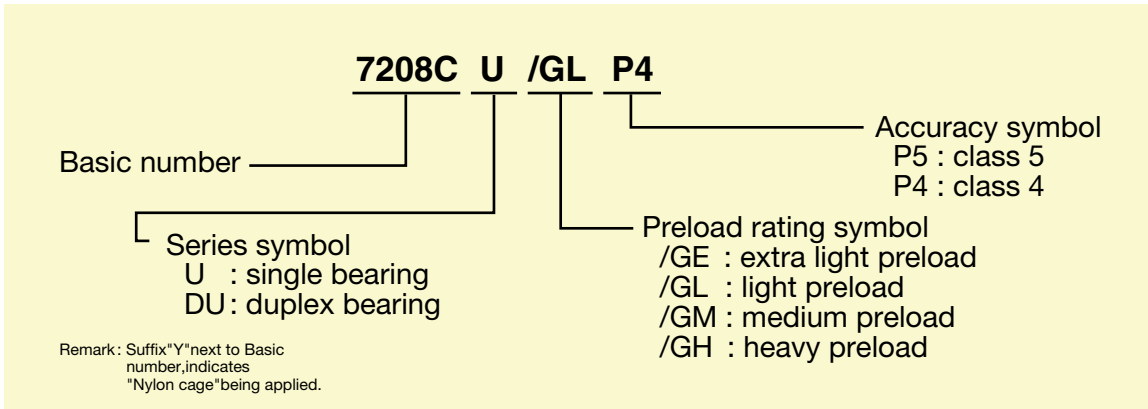 7208C U /GL P4
Accuracy symbol
P5 : class 5
P4 : class 4
Basic number
Series symbol
U : single bearing
DU : duplex bearing
Preload rating symbol
/GE : extra light preload
/GL : light preload
/GM : medium preload
/GH : heavy preload
Remark : Suffix"Y"next to Basic
number,indicates
"Nylon cage"being applied.